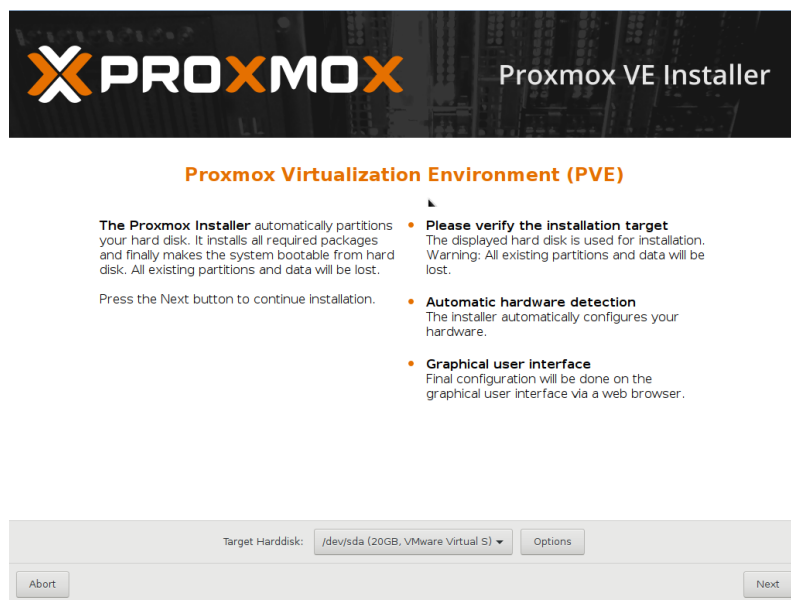 PROXMOX
Proxmox VE Installer
Proxmox Virtualization Environment (PVE)
The Proxmox Installer automatically partitions
your hard disk. It installs all required packages
and finally makes the system bootable from hard
disk. All existing partitions and data will be lost.
Press the Next button to continue installation.
Please verify the installation target
The displayed hard disk is used for installation.
Warning: All existing partitions and data will be
lost.
Automatic hardware detection
The installer automatically configures your
hardware.
Graphical user interface
Final configuration will be done on the
graphical user interface via a web browser.
Target Harddisk:
/dev/sda (20GB, VMware Virtual S)
Options
Abort
Next